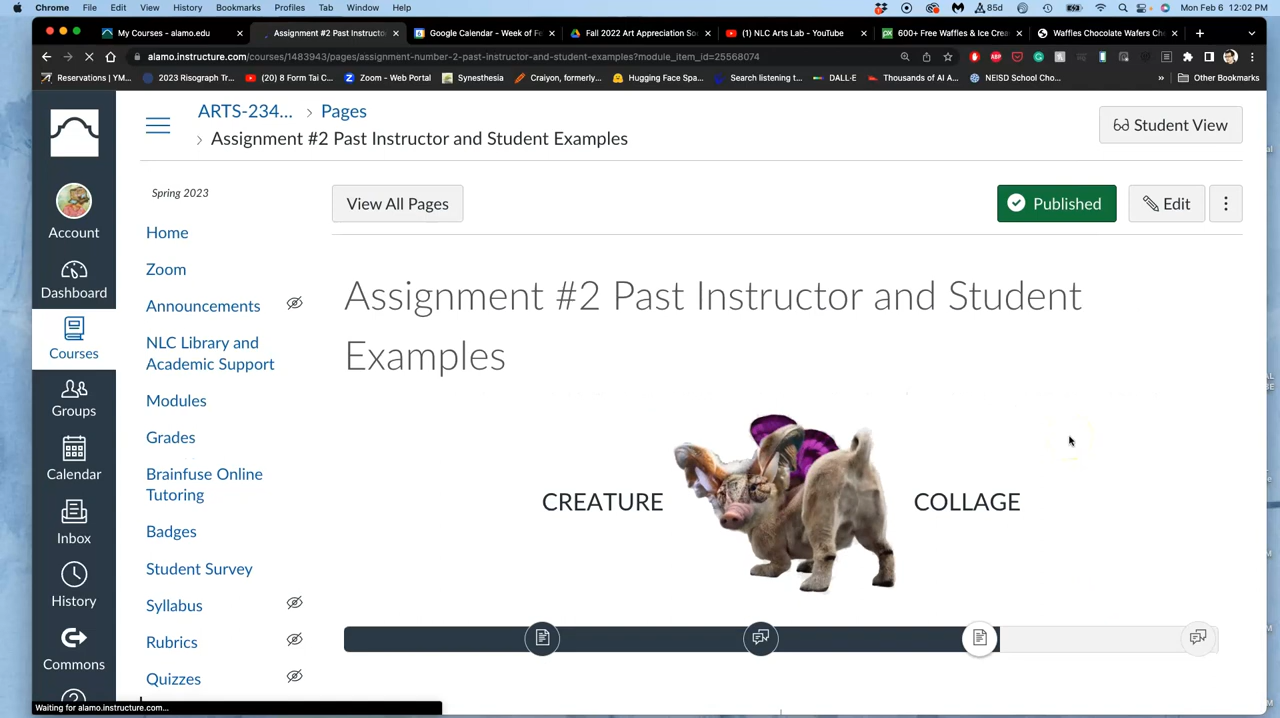 Chrome File Edit View History Bookmarks Profiles Tab Window Help 85d Mon Feb 6 12:02 PM
My Courses - alamo.edu × Assignment #2 Past Instructo × Google Calendar - Week of Fe × Fall 2022 Art Appreciation So × (1) NLC Arts Lab - YouTube × 600+ Free Waffles & Ice Crea × Waffles Chocolate Wafers Ch × +
alamo.instructure.com/courses/1483943/pages/assignment-number-2-past-instructor-and-student-examples?module_item_id=25568074
Reservations | YM... 2023 Risograph Tr... (20) 8 Form Tai C... Zoom - Web Portal Synesthesia Craiyon, formerly... Hugging Face Spa... Search listening t... DALL·E Thousands of AI A... NEISD School Cho... » Other Bookmarks
ARTS-234... › Pages
› Assignment #2 Past Instructor and Student Examples
Student View
Spring 2023
View All Pages
Published
Edit
Account
Dashboard
Courses
Groups
Calendar
Inbox
History
Commons
Home
Zoom
Announcements
NLC Library and
Academic Support
Modules
Grades
Brainfuse Online
Tutoring
Badges
Student Survey
Syllabus
Rubrics
Quizzes
Assignment #2 Past Instructor and Student
Examples
CREATURE COLLAGE
Waiting for alamo.instructure.com...